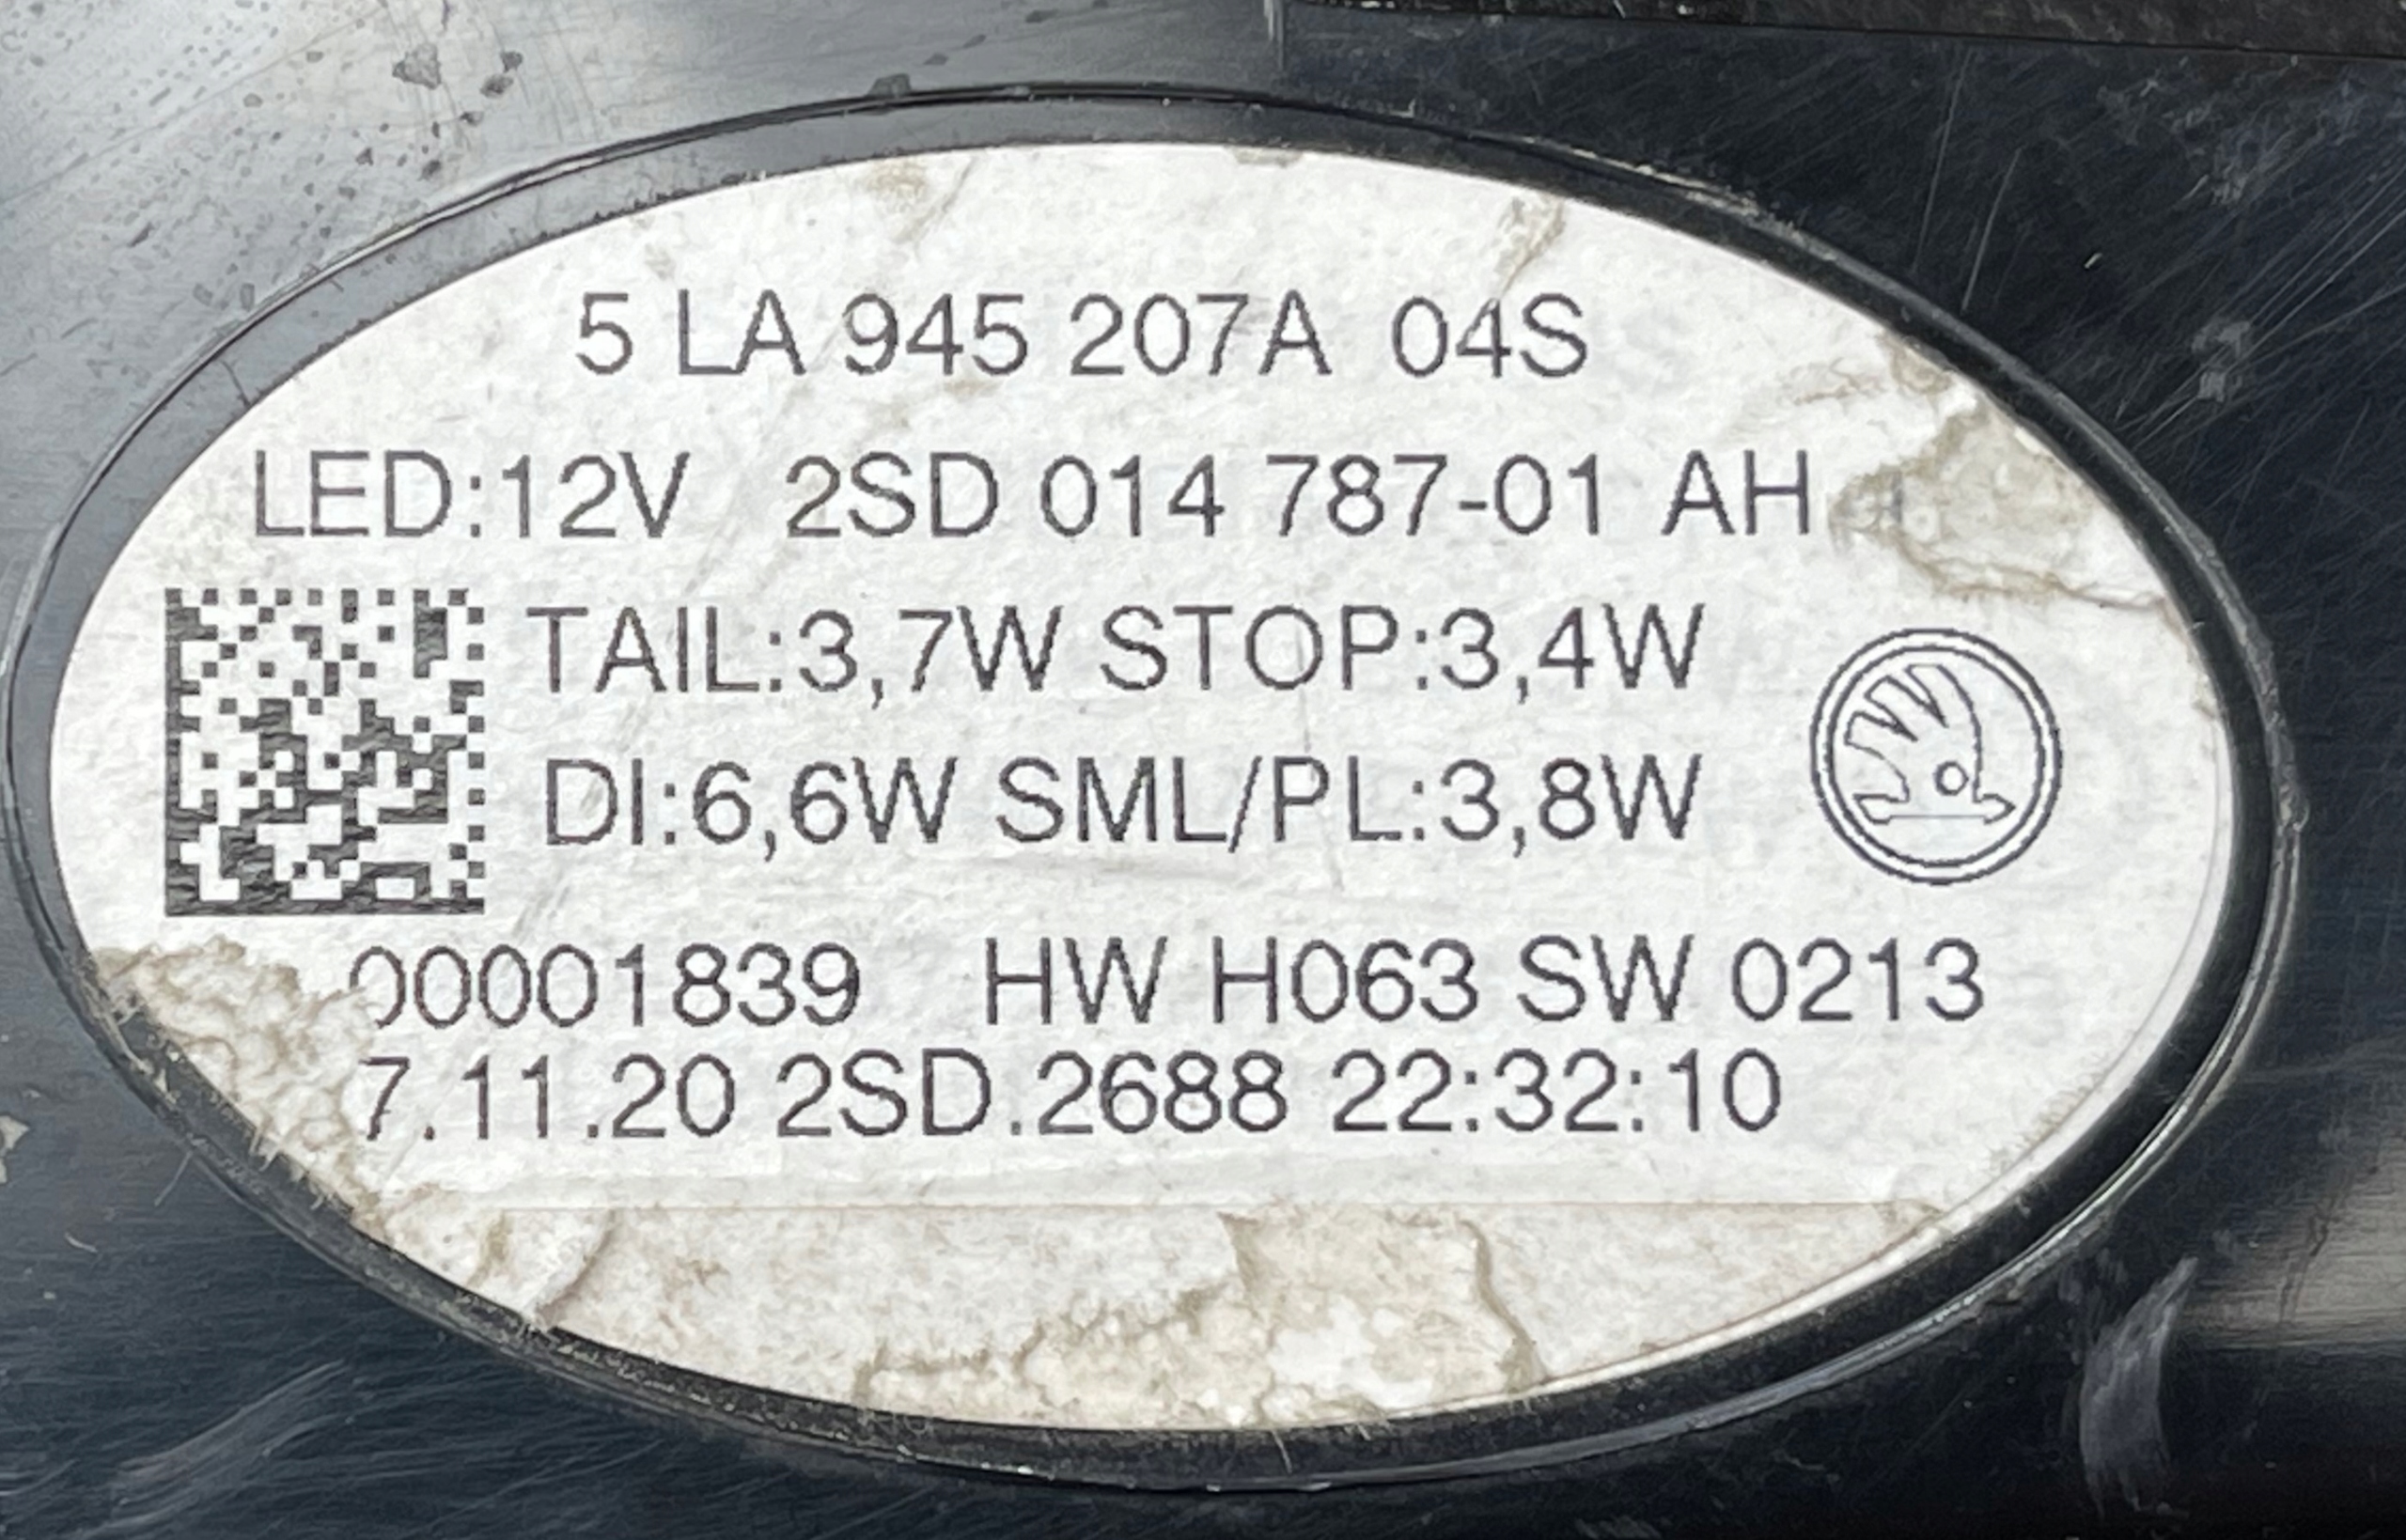 5 LA 945 207A 04S
LED:12V 2SD 014 787-01 AH
TAIL:3,7W STOP:3,4W
DI:6,6W SML/PL:3,8W
00001839 HW H063 SW 0213
7.11.20 2SD.2688 22:32:10